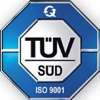 Q
TÜV
SÜD
ISO 9001